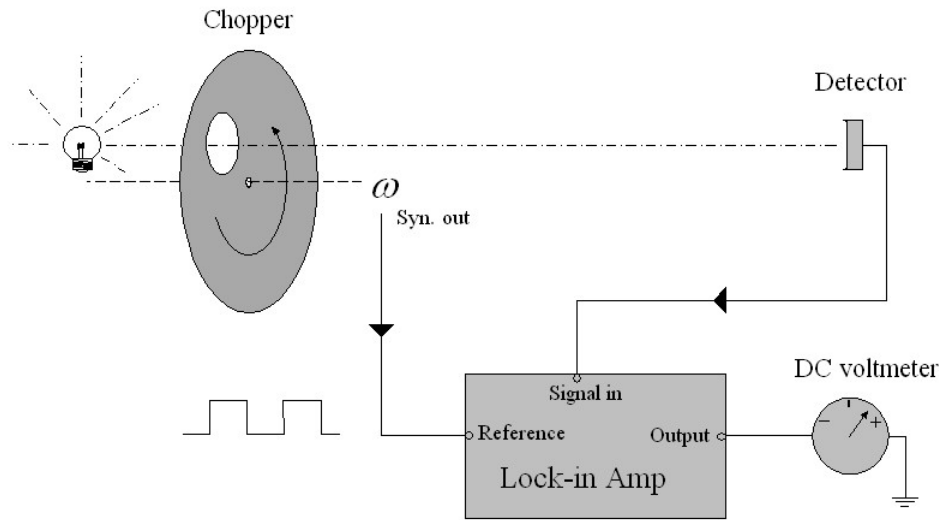 Chopper
Detector
ω
Syn. out
DC voltmeter
Signal in
− +
Reference
Output
Lock-in Amp